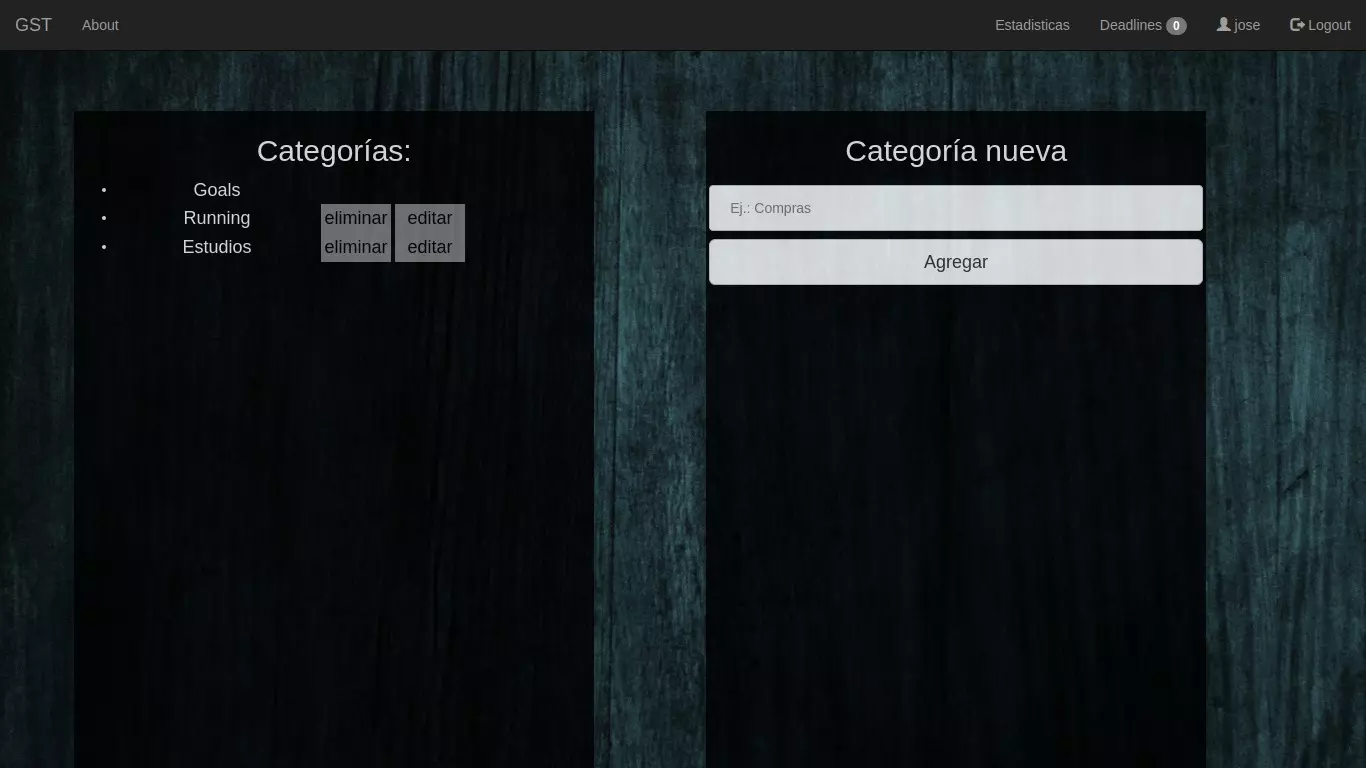 GST About Estadisticas Deadlines 0 jose Logout
Categorías:
• Goals
• Running eliminar editar
• Estudios eliminar editar
Categoría nueva
Ej.: Compras
Agregar